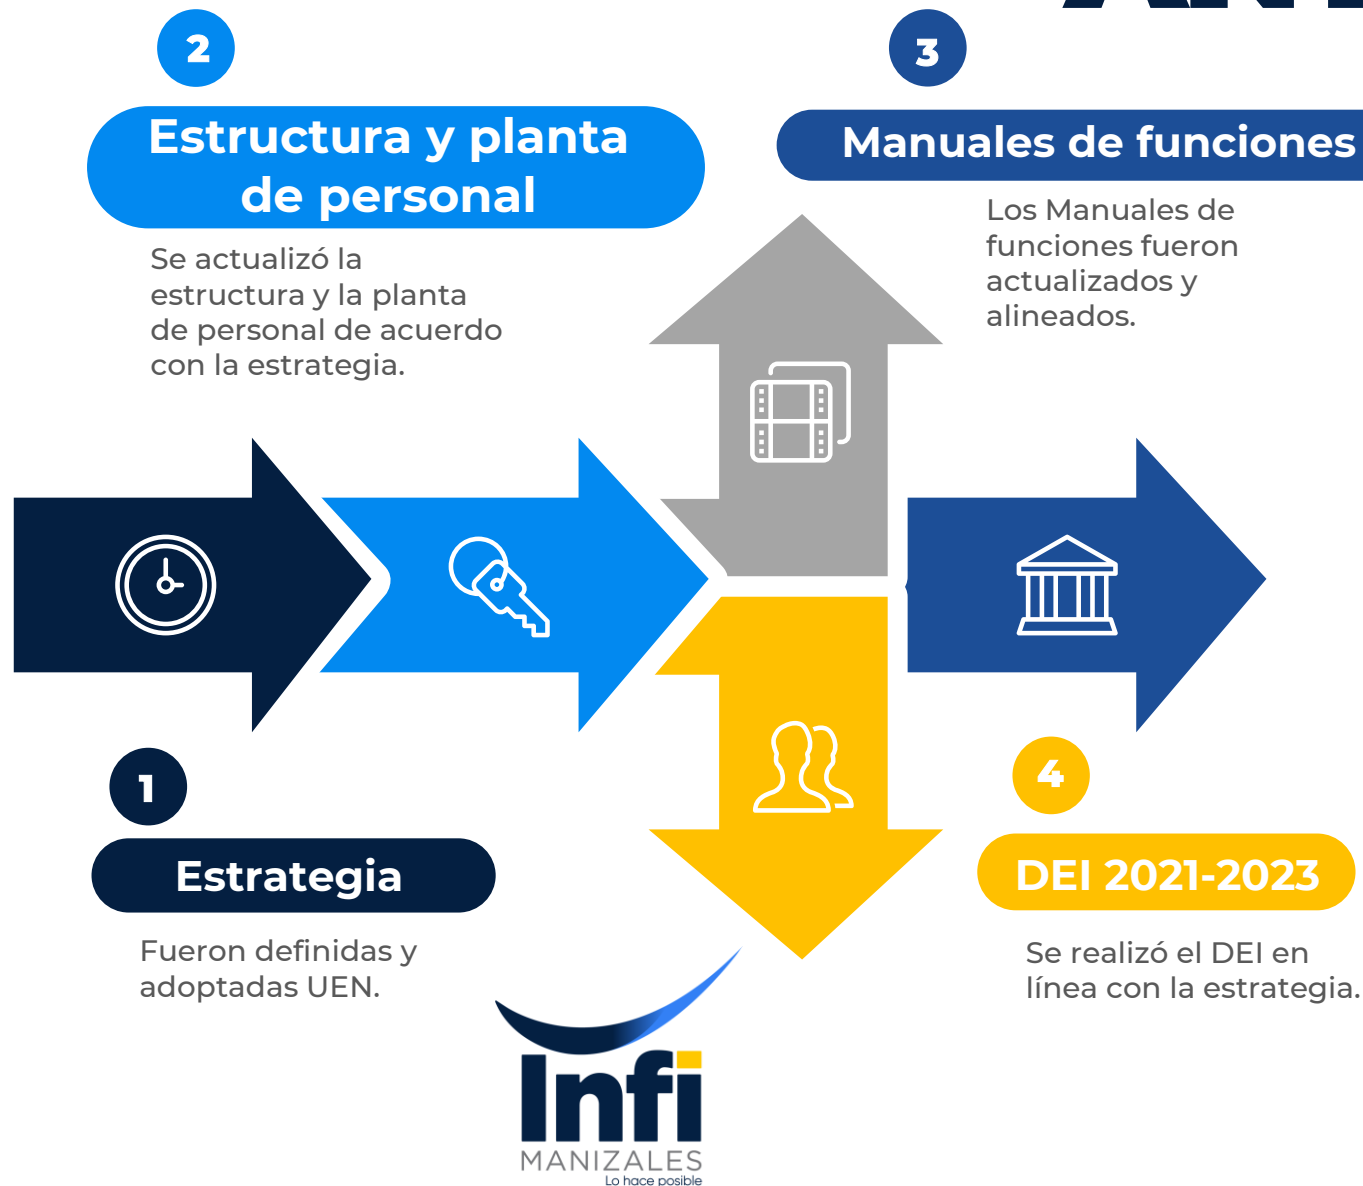 2
Estructura y planta
de personal
Se actualizó la
estructura y la planta
de personal de acuerdo
con la estrategia.
3
Manuales de funciones
Los Manuales de
funciones fueron
actualizados y
alineados.
1
Estrategia
Fueron definidas y
adoptadas UEN.
4
DEI 2021-2023
Se realizó el DEI en
línea con la estrategia.
Infi
MANIZALES
Lo hace posible